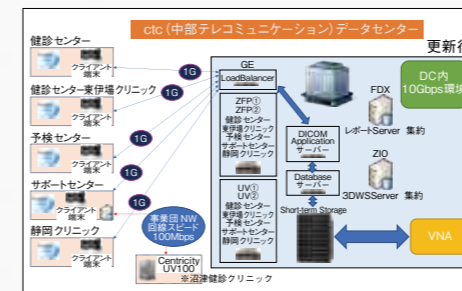 ctc（中部テレコミュニケーション）データセンター
更新後
健診センター
クライアント
端末
健診センター東伊場クリニック
クライアント
端末
予検センター
クライアント
端末
サポートセンター
クライアント
端末
静岡クリニック
クライアント
端末
1G
1G
1G
1G
1G
事業団 NW
回線スピード
100Mbps
Centricity
UV100
※沼津健診クリニック
GE
LoadBalancer
ZFP①
ZFP②
健診センター
東伊場クリニック
予検センター
サポートセンター
静岡クリニック
UV①
UV②
健診センター
東伊場クリニック
予検センター
サポートセンター
静岡クリニック
DICOM
Application
サーバー
Database
サーバー
Short-term Storage
FDX
レポートServer 集約
ZIO
3DWSServer 集約
DC内
10Gbps環境
VNA